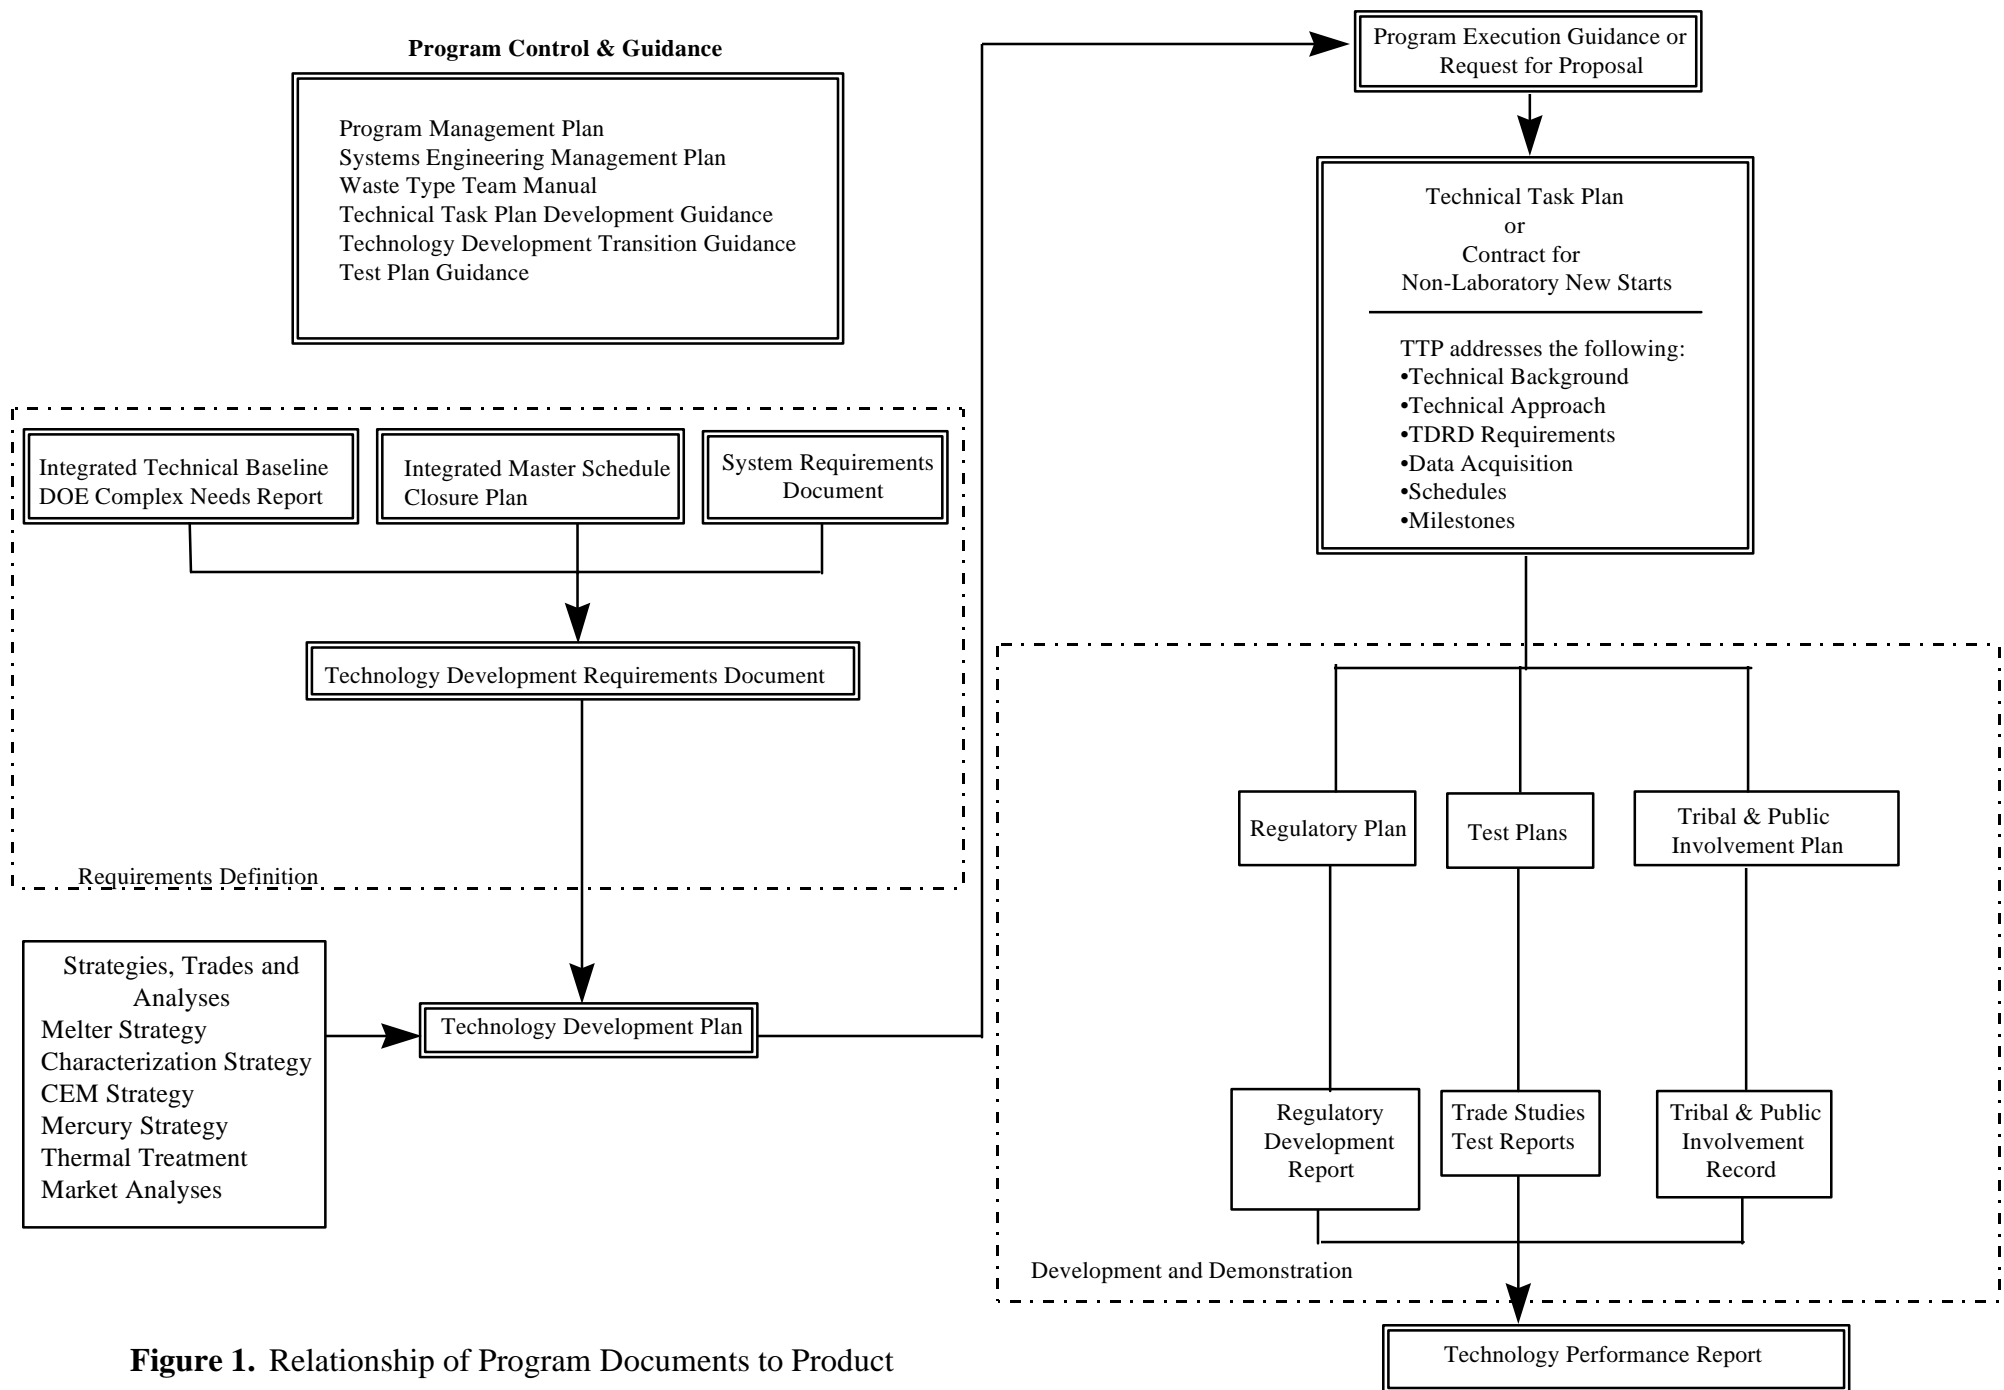 Program Control & Guidance
Program Management Plan
Systems Engineering Management Plan
Waste Type Team Manual
Technical Task Plan Development Guidance
Technology Development Transition Guidance
Test Plan Guidance
Integrated Technical Baseline
DOE Complex Needs Report
Integrated Master Schedule
Closure Plan
System Requirements
Document
Technology Development Requirements Document
Requirements Definition
Strategies, Trades and
Analyses
Melter Strategy
Characterization Strategy
CEM Strategy
Mercury Strategy
Thermal Treatment
Market Analyses
Technology Development Plan
Program Execution Guidance or
Request for Proposal
Technical Task Plan
or
Contract for
Non-Laboratory New Starts
TTP addresses the following:
•Technical Background
•Technical Approach
•TDRD Requirements
•Data Acquisition
•Schedules
•Milestones
Regulatory Plan
Test Plans
Tribal & Public
Involvement Plan
Regulatory
Development
Report
Trade Studies
Test Reports
Tribal & Public
Involvement
Record
Development and Demonstration
Technology Performance Report
Figure 1. Relationship of Program Documents to Product